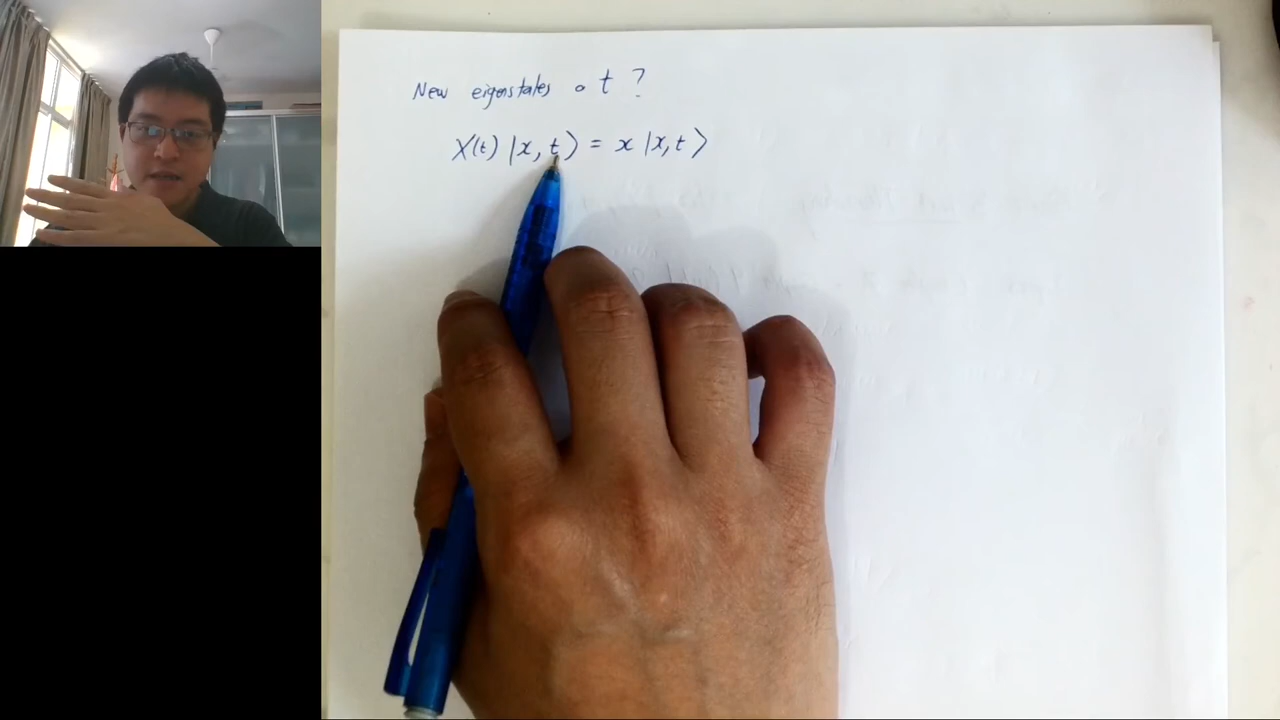 New eigenstates @ t ?
X(t) |x, t⟩ = x |x, t⟩